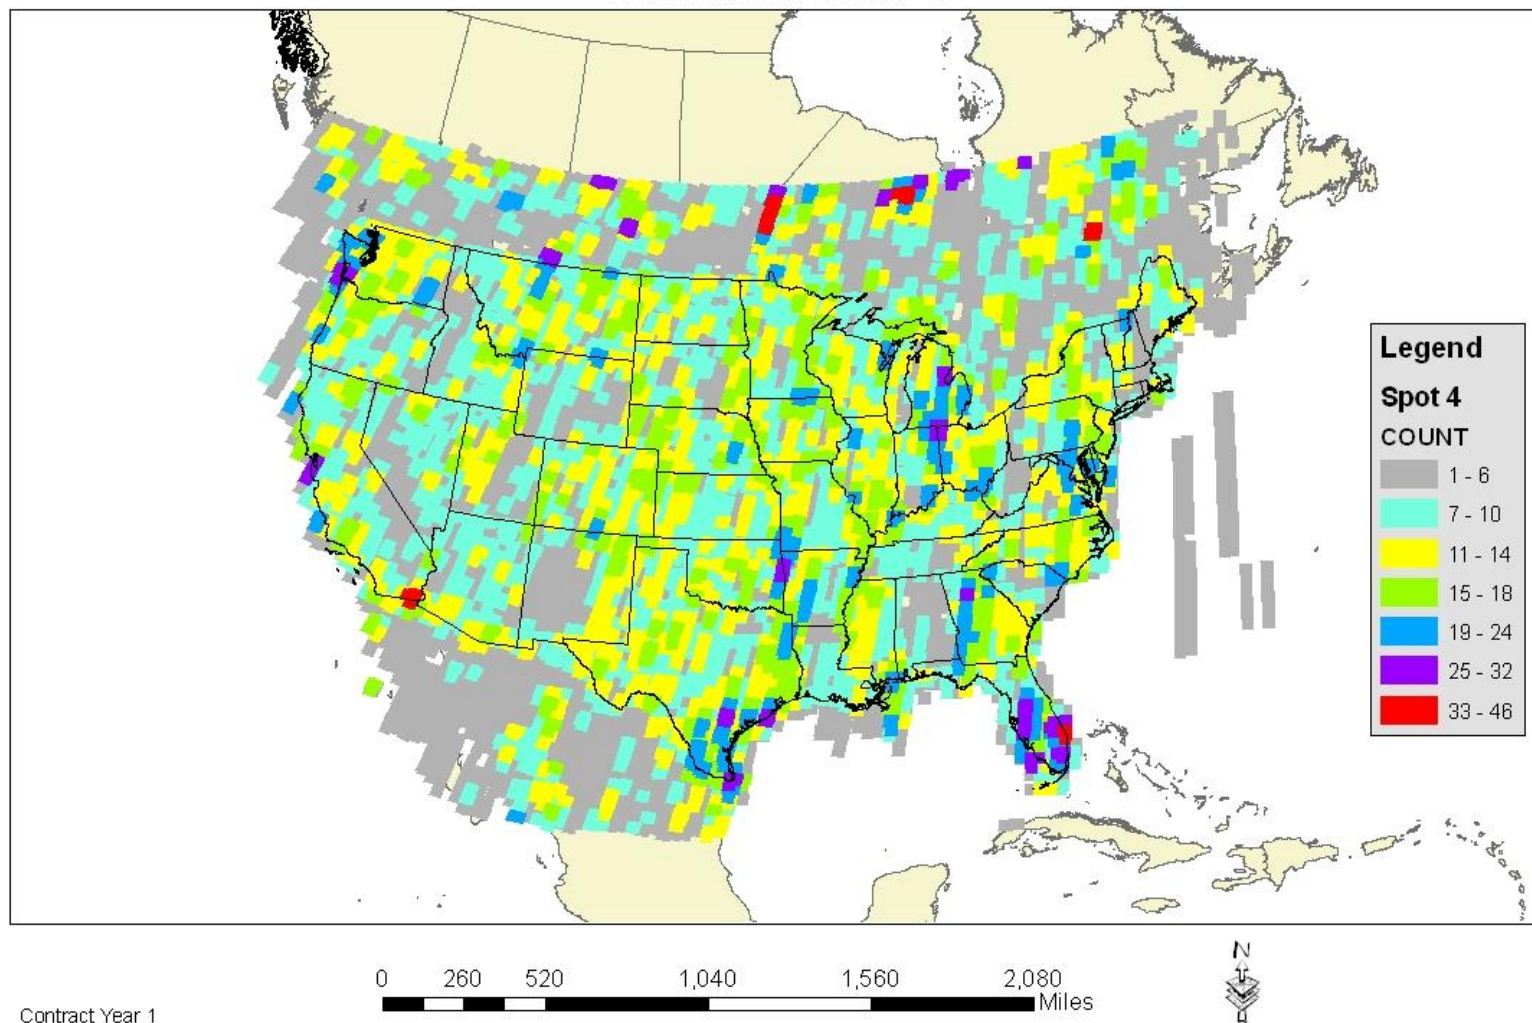 Legend
Spot 4
COUNT
1 - 6
7 - 10
11 - 14
15 - 18
19 - 24
25 - 32
33 - 46
N
0 260 520 1,040 1,560 2,080
Miles
Contract Year 1